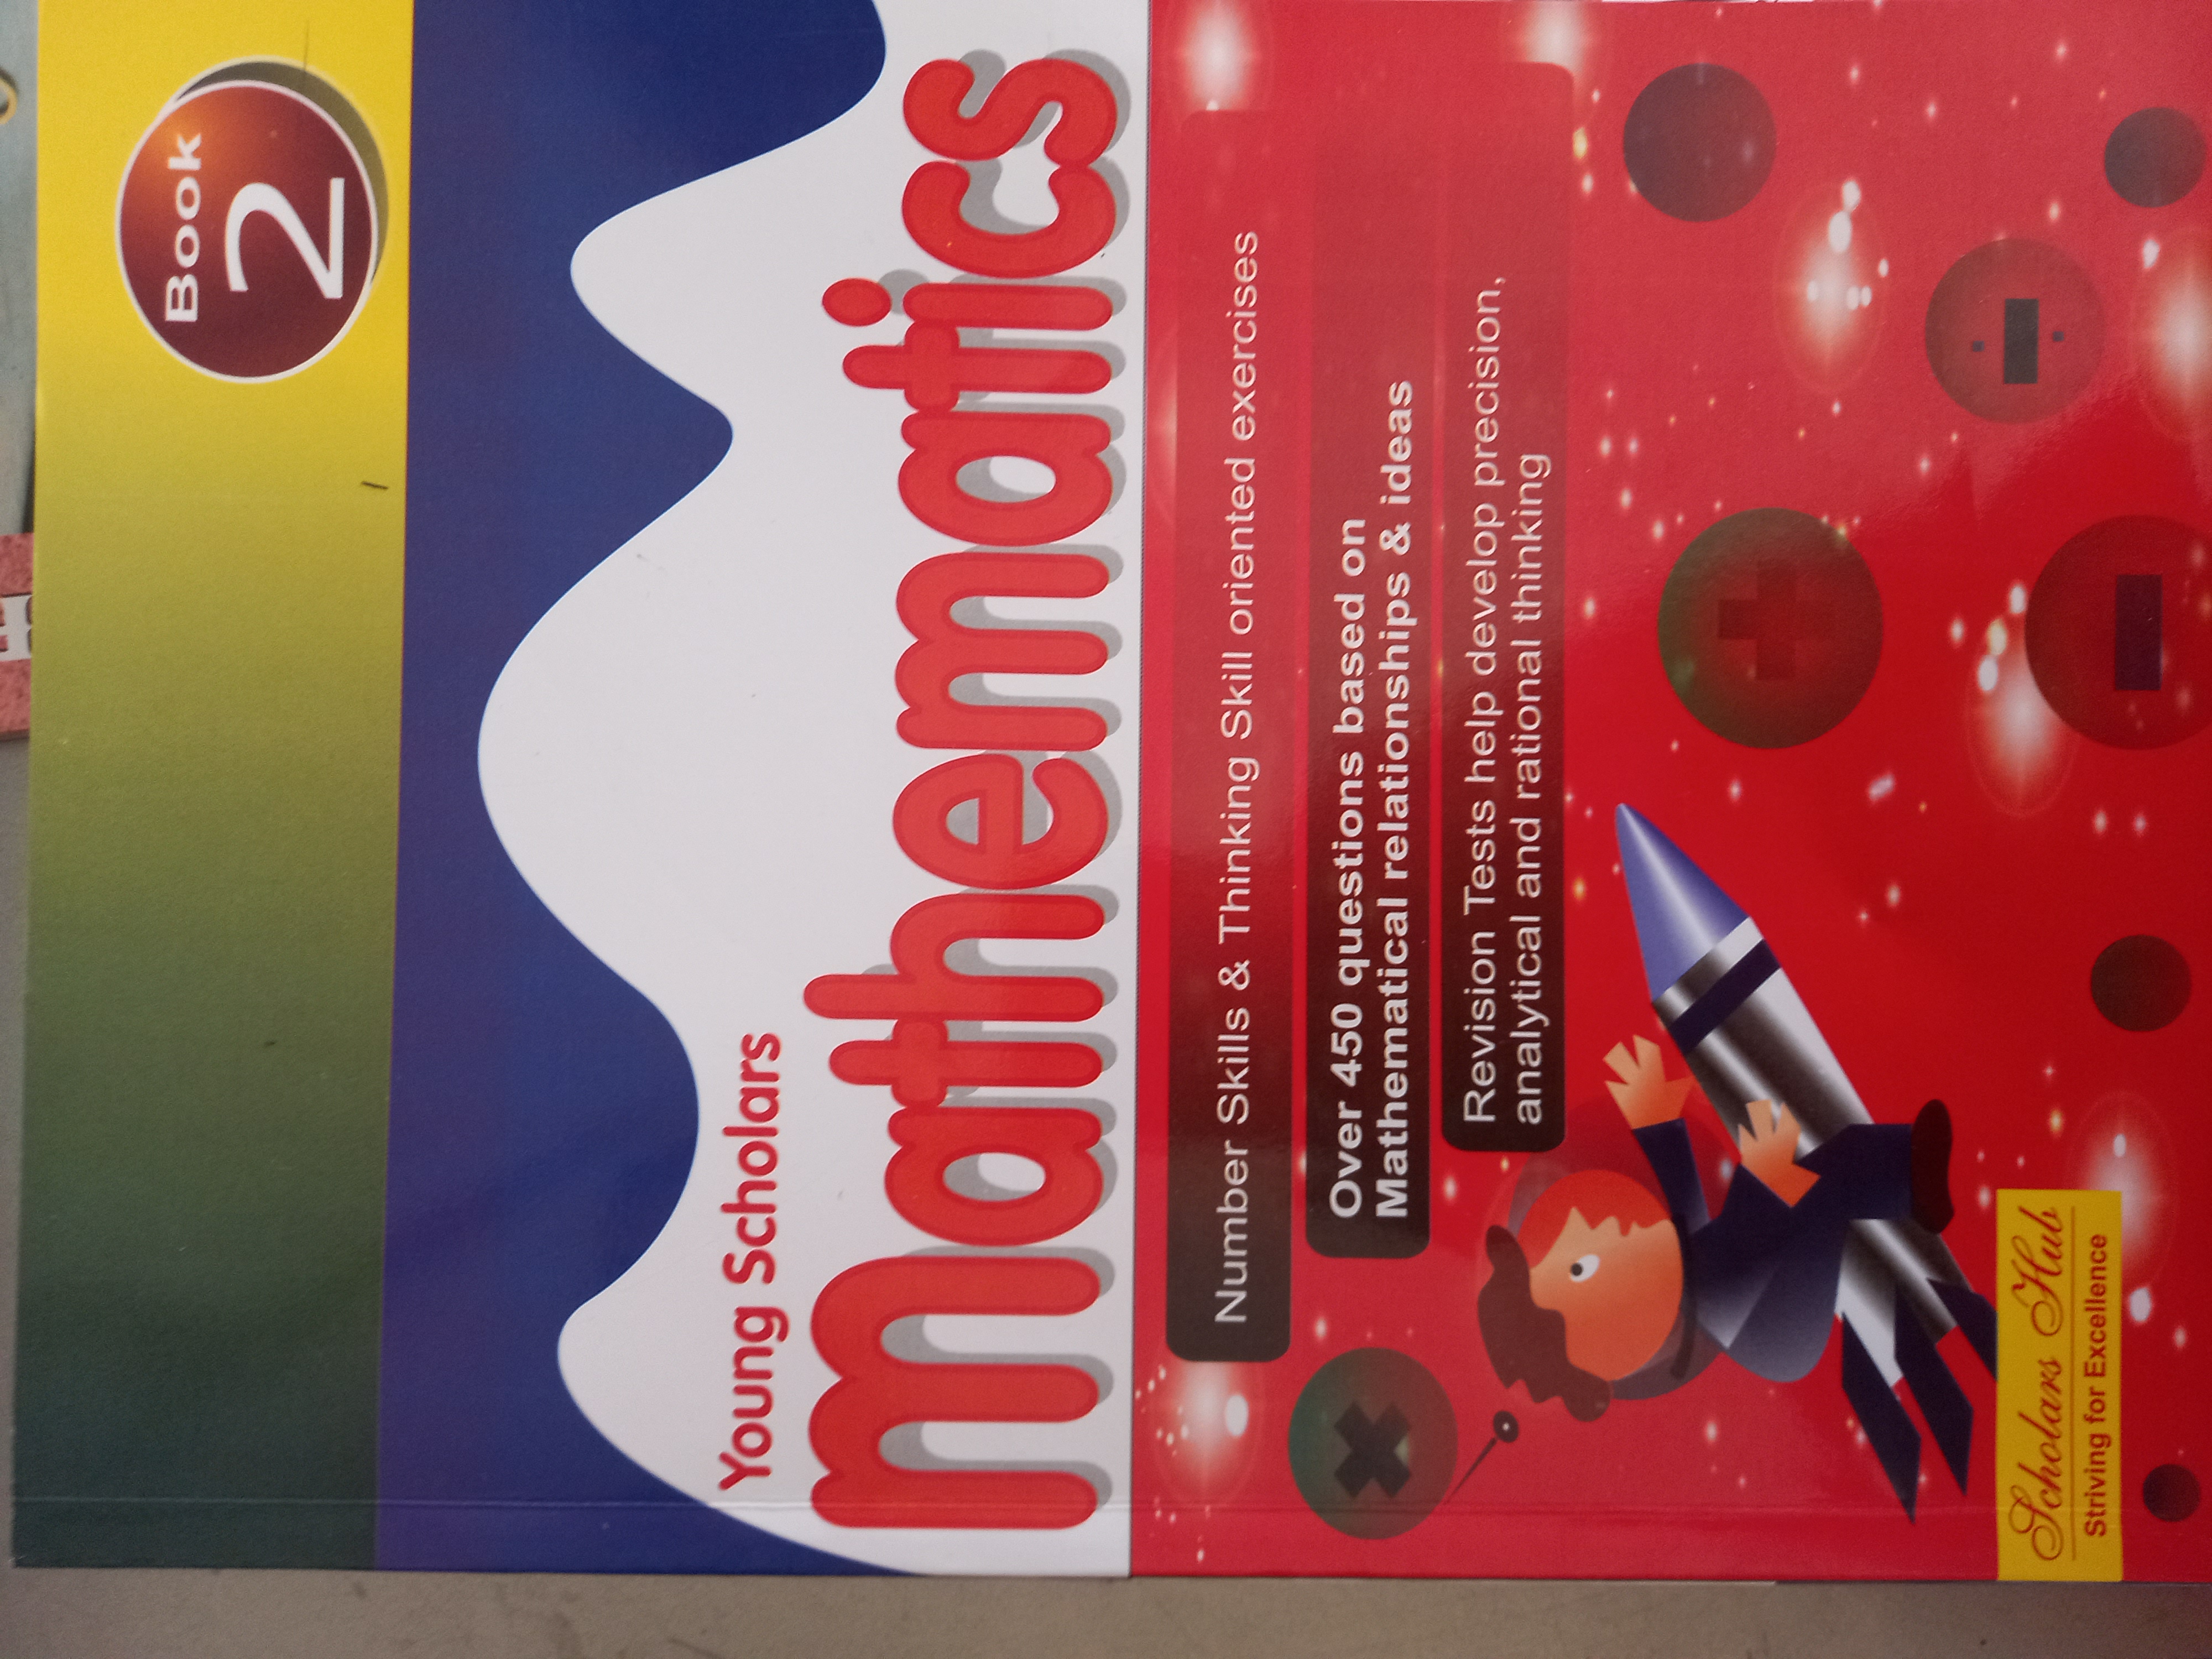 Book
2
Young Scholars
Mathematics
Number Skills & Thinking Skill oriented exercises
Over 450 questions based on
Mathematical relationships & ideas
Revision Tests help develop precision,
analytical and rational thinking
Scholars Hub
Striving for Excellence